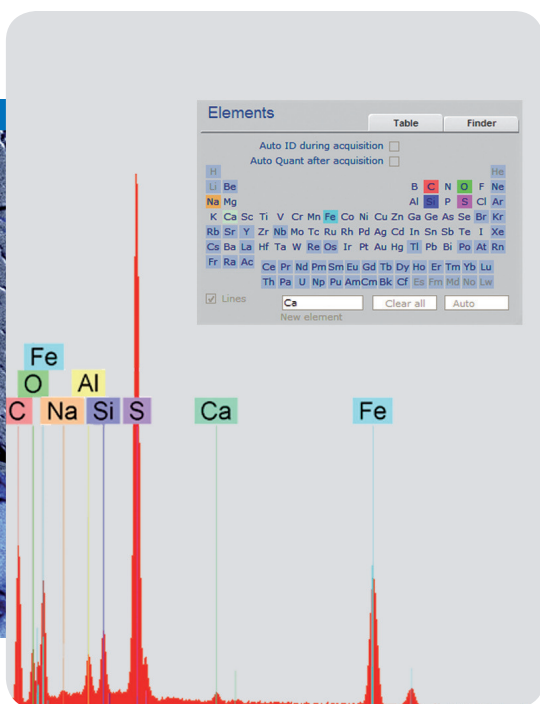 Elements
Table Finder
Auto ID during acquisition
Auto Quant after acquisition
H He
Li Be B C N O F Ne
Na Mg Al Si P S Cl Ar
K Ca Sc Ti V Cr Mn Fe Co Ni Cu Zn Ga Ge As Se Br Kr
Rb Sr Y Zr Nb Mo Tc Ru Rh Pd Ag Cd In Sn Sb Te I Xe
Cs Ba La Hf Ta W Re Os Ir Pt Au Hg Tl Pb Bi Po At Rn
Fr Ra Ac
Ce Pr Nd Pm Sm Eu Gd Tb Dy Ho Er Tm Yb Lu
Th Pa U Np Pu Am Cm Bk Cf Es Fm Md No Lw
Lines Ca Clear all Auto
New element
Fe
O Al
C Na Si S Ca Fe